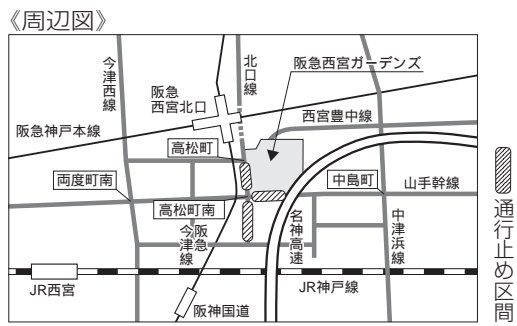 《周辺図》
今津西線
阪急
西宮北口
北口線
阪急西宮ガーデンズ
阪急神戸本線
西宮豊中線
高松町
両度町南
中島町
山手幹線
高松町南
阪急
今津線
名神高速
中津浜線
通行止め区間
JR西宮
JR神戸線
阪神国道